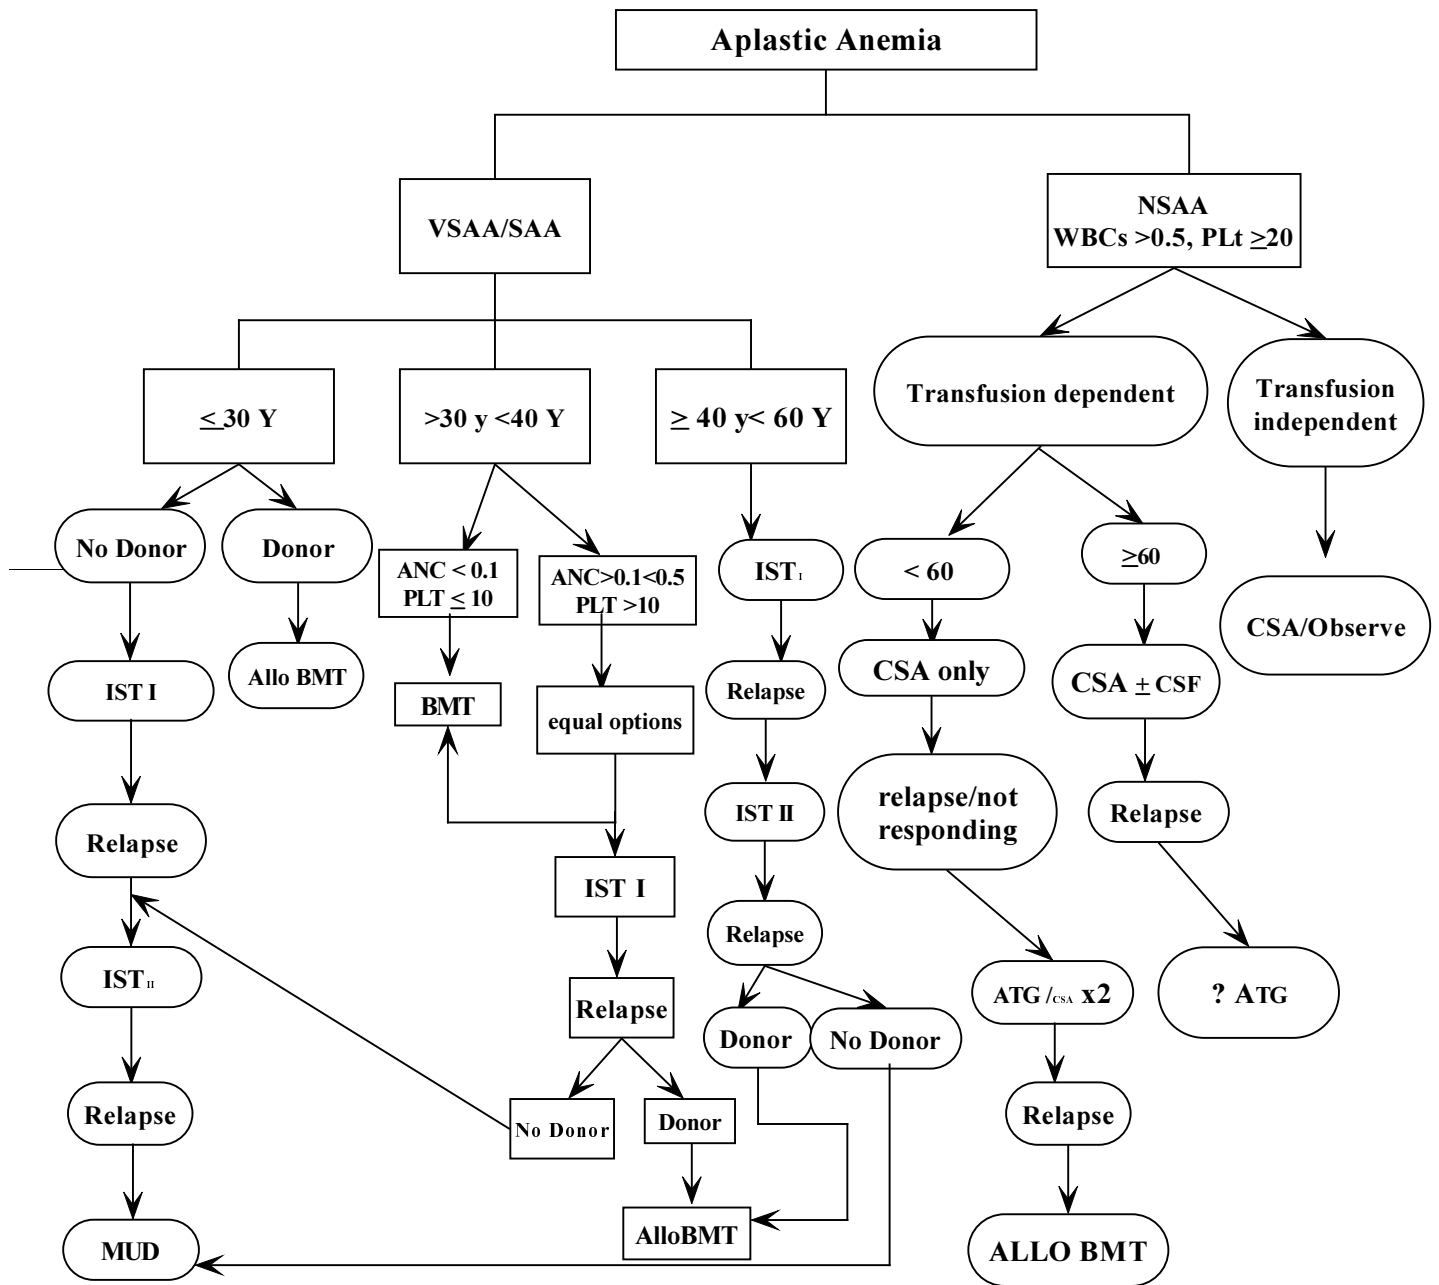 Aplastic Anemia
VSAA/SAA
NSAA
WBCs >0.5, PLt ≥20
≤ 30 Y
>30 y <40 Y
≥ 40 y< 60 Y
Transfusion dependent
Transfusion
independent
No Donor
Donor
ANC < 0.1
PLT ≤ 10
ANC>0.1<0.5
PLT >10
IST I
< 60
≥60
CSA/Observe
IST I
Allo BMT
BMT
equal options
Relapse
CSA only
CSA ± CSF
Relapse
IST I
IST II
relapse/not
responding
Relapse
IST II
Relapse
Relapse
ATG /CSA x2
? ATG
Donor
No Donor
Relapse
No Donor
Donor
Relapse
MUD
AlloBMT
ALLO BMT